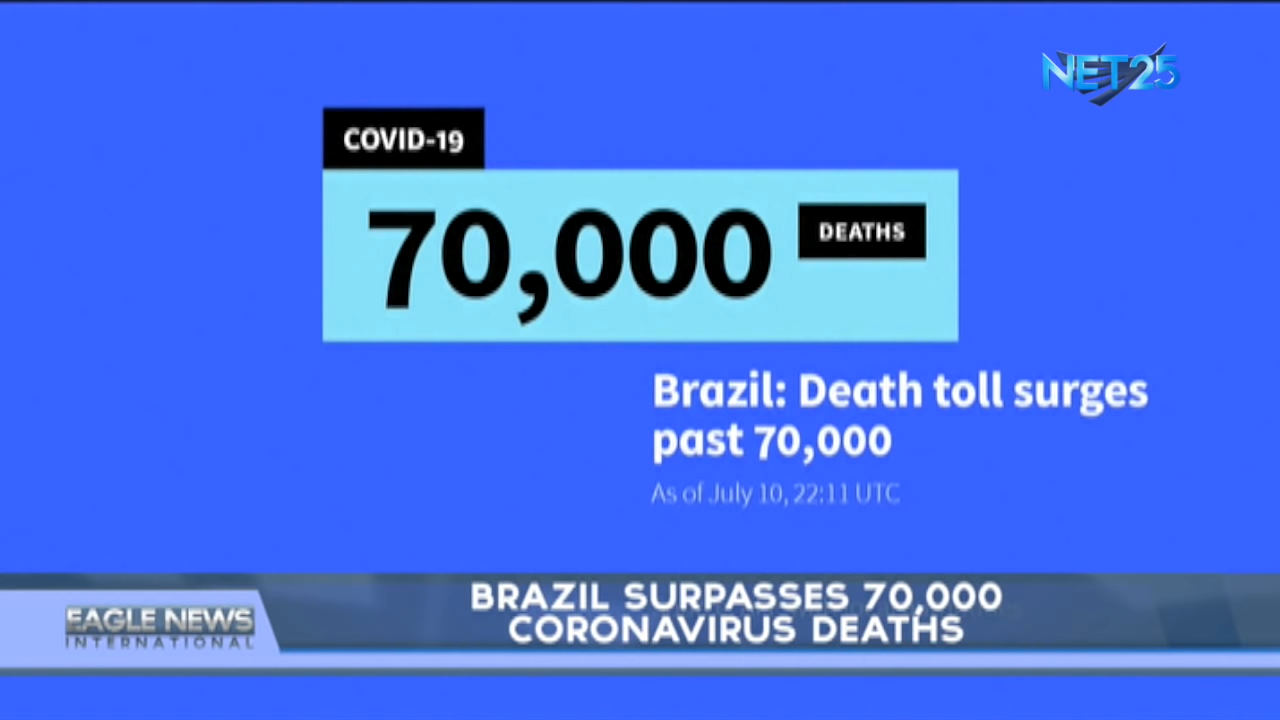 NET25
COVID-19
70,000
DEATHS
Brazil: Death toll surges
past 70,000
As of July 10, 22:11 UTC
BRAZIL SURPASSES 70,000
CORONAVIRUS DEATHS
EAGLE NEWS
INTERNATIONAL